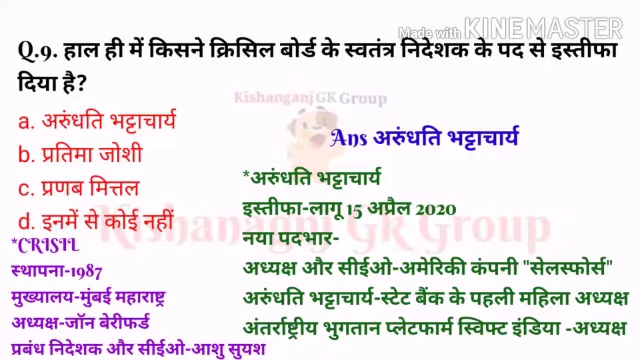 Made with KINEMASTER
Q.9. हाल ही में किसने क्रिसिल बोर्ड के स्वतंत्र निदेशक के पद से इस्तीफा
दिया है?
Kishanganj GK Group
a. अरुंधति भट्टाचार्य
b. प्रतिमा जोशी
c. प्रणब मित्तल
d. इनमें से कोई नहीं
Ans अरुंधति भट्टाचार्य
*अरुंधति भट्टाचार्य
इस्तीफा-लागू 15 अप्रैल 2020
नया पदभार-
अध्यक्ष और सीईओ-अमेरिकी कंपनी "सेलस्फोर्स"
अरुंधति भट्टाचार्य-स्टेट बैंक के पहली महिला अध्यक्ष
अंतर्राष्ट्रीय भुगतान प्लेटफार्म स्विफ्ट इंडिया -अध्यक्ष
Kishanganj GK Group
*CRISIL
स्थापना-1987
मुख्यालय-मुंबई महाराष्ट्र
अध्यक्ष-जॉन बेरीफर्ड
प्रबंध निदेशक और सीईओ-आशु सुयश